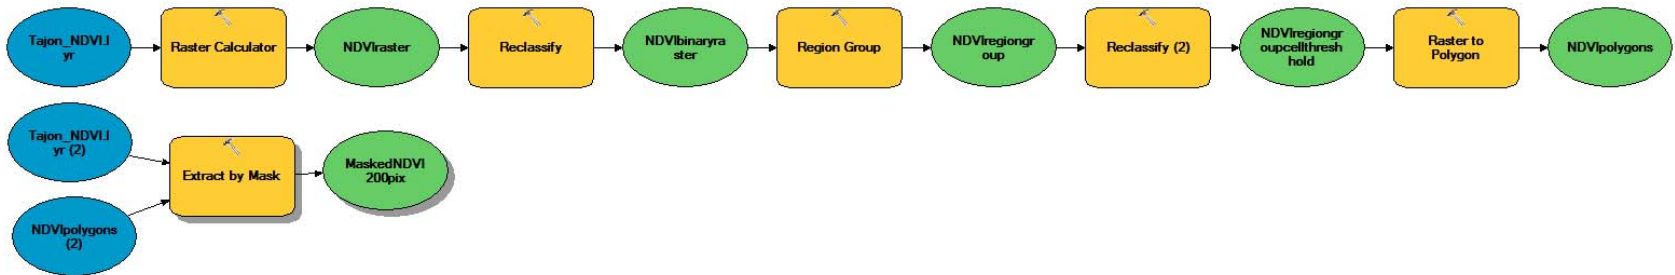 Tajon_NDVI.l
yr
Raster Calculator
NDVIraster
Reclassify
NDVIbinaryra
ster
Region Group
NDVIregiongr
oup
Reclassify (2)
NDVIregiongr
oupcellthresh
hold
Raster to
Polygon
NDVIpolygons
Tajon_NDVI.l
yr (2)
Extract by Mask
MaskedNDVI
200pix
NDVIpolygons
(2)